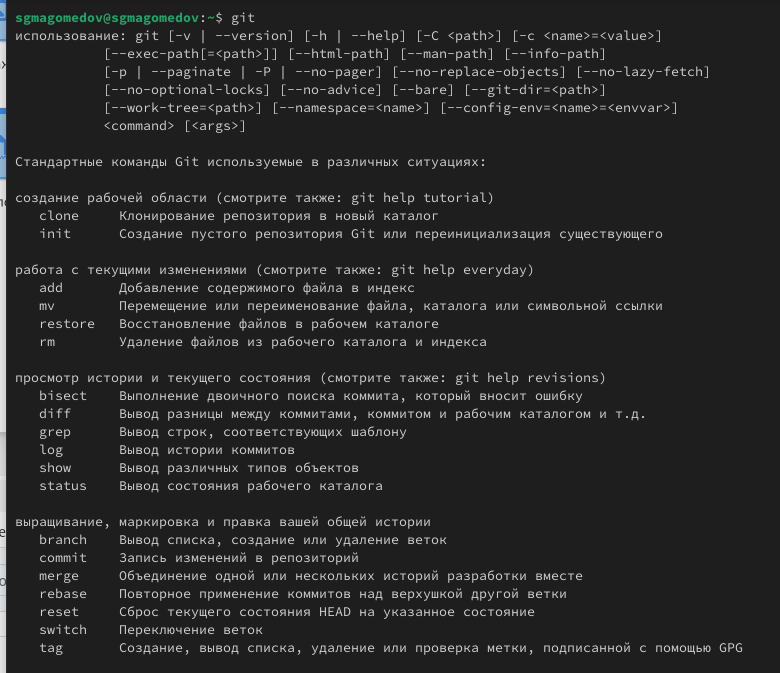 sgmagomedov@sgmagomedov:~$ git
использование: git [-v | --version] [-h | --help] [-C <path>] [-c <name>=<value>]
           [--exec-path[=<path>]] [--html-path] [--man-path] [--info-path]
           [-p | --paginate | -P | --no-pager] [--no-replace-objects] [--no-lazy-fetch]
           [--no-optional-locks] [--no-advice] [--bare] [--git-dir=<path>]
           [--work-tree=<path>] [--namespace=<name>] [--config-env=<name>=<envvar>]
           <command> [<args>]

Стандартные команды Git используемые в различных ситуациях:

создание рабочей области (смотрите также: git help tutorial)
   clone     Клонирование репозитория в новый каталог
   init      Создание пустого репозитория Git или переинициализация существующего

работа с текущими изменениями (смотрите также: git help everyday)
   add       Добавление содержимого файла в индекс
   mv        Перемещение или переименование файла, каталога или символьной ссылки
   restore   Восстановление файлов в рабочем каталоге
   rm        Удаление файлов из рабочего каталога и индекса

просмотр истории и текущего состояния (смотрите также: git help revisions)
   bisect    Выполнение двоичного поиска коммита, который вносит ошибку
   diff      Вывод разницы между коммитами, коммитом и рабочим каталогом и т.д.
   grep      Вывод строк, соответствующих шаблону
   log       Вывод истории коммитов
   show      Вывод различных типов объектов
   status    Вывод состояния рабочего каталога

выращивание, маркировка и правка вашей общей истории
   branch    Вывод списка, создание или удаление веток
   commit    Запись изменений в репозиторий
   merge     Объединение одной или нескольких историй разработки вместе
   rebase    Повторное применение коммитов над верхушкой другой ветки
   reset     Сброс текущего состояния HEAD на указанное состояние
   switch    Переключение веток
   tag       Создание, вывод списка, удаление или проверка метки, подписанной с помощью GPG